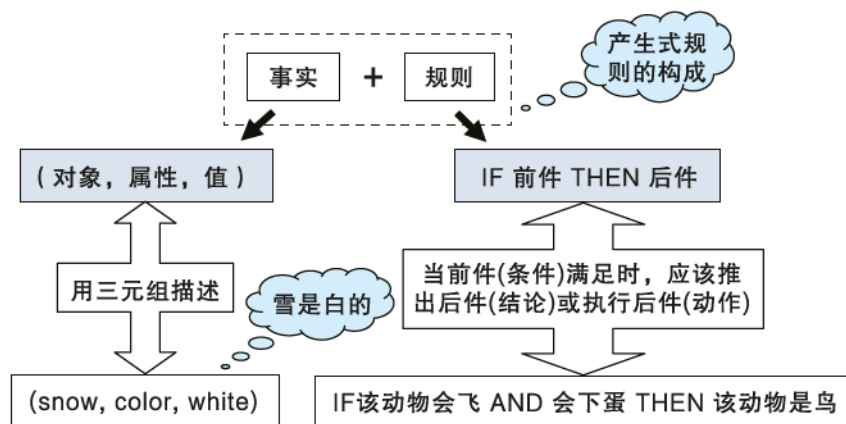 事实 + 规则
产生式规
则的构成
(对象，属性，值)
IF 前件 THEN 后件
用三元组描述
雪是白的
当前件(条件)满足时，应该推
出后件(结论)或执行后件(动作)
(snow, color, white)
IF该动物会飞 AND 会下蛋 THEN 该动物是鸟